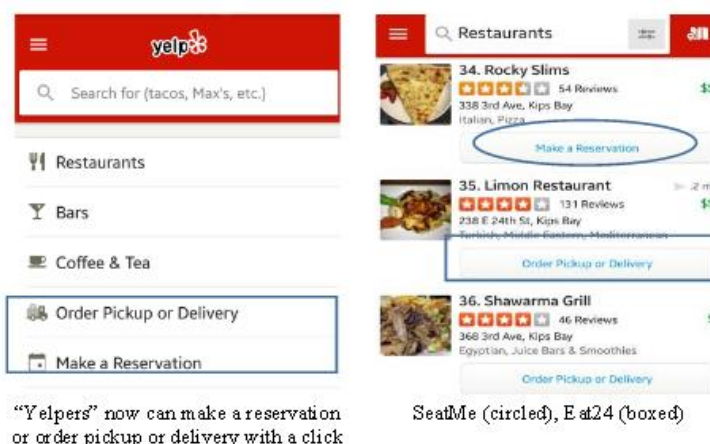 yelp
Search for (tacos, Max's, etc.)
Restaurants
Bars
Coffee & Tea
Order Pickup or Delivery
Make a Reservation
"Yelpers" now can make a reservation
or order pickup or delivery with a click
Restaurants
34. Rocky Slims
54 Reviews
338 3rd Ave, Kips Bay
Italian, Pizza
Make a Reservation
35. Limon Restaurant
131 Reviews
238 E 24th St, Kips Bay
Turkish, Middle Eastern, Mediterranean
Order Pickup or Delivery
36. Shawarma Grill
46 Reviews
368 3rd Ave, Kips Bay
Egyptian, Juice Bars & Smoothies
Order Pickup or Delivery
SeatMe (circled), Eat24 (boxed)